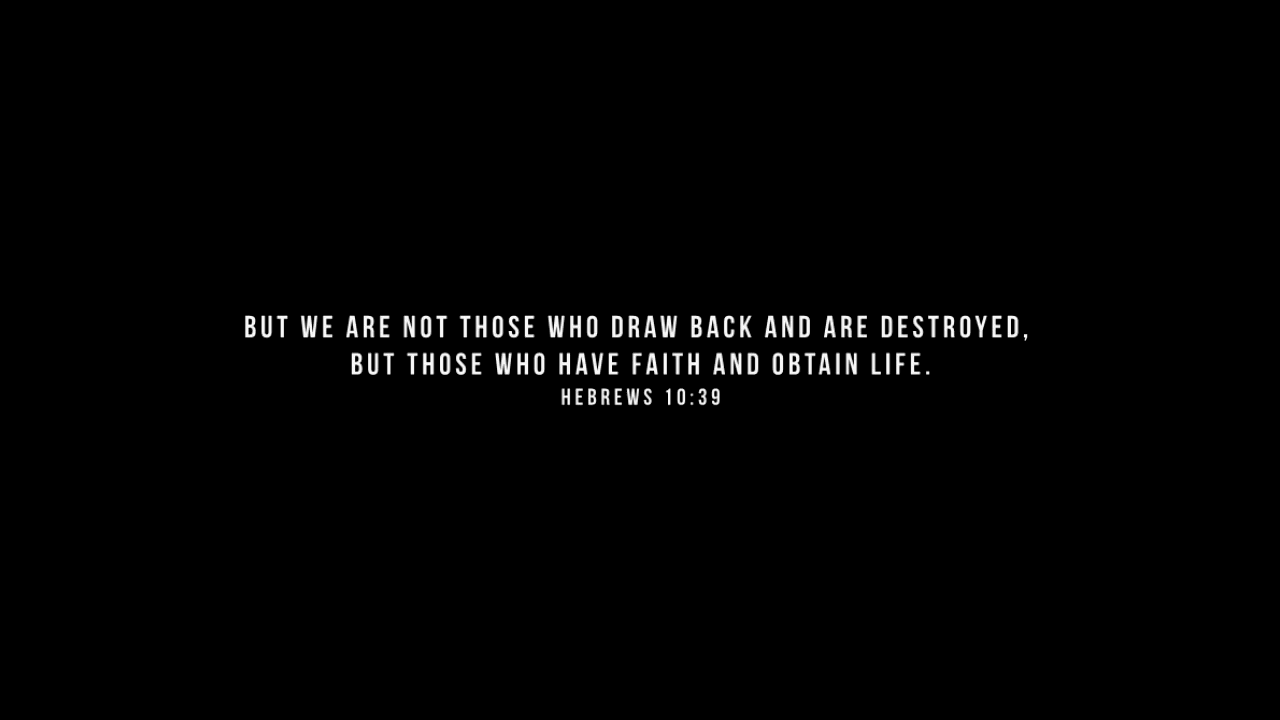 BUT WE ARE NOT THOSE WHO DRAW BACK AND ARE DESTROYED,
BUT THOSE WHO HAVE FAITH AND OBTAIN LIFE.
HEBREWS 10:39